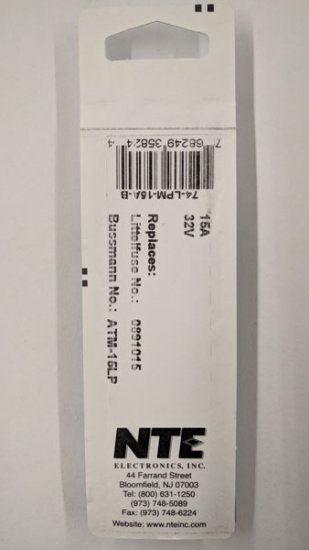 7 68249 35824 4
74-LPM-15A-B
15A
32V
Replaces:
Littelfuse No.: 0891015
Bussmann No.: ATM-15LP
NTE
ELECTRONICS, INC.
44 Farrand Street
Bloomfield, NJ 07003
Tel: (800) 631-1250
(973) 748-5089
Fax: (973) 748-6224
Website: www.nteinc.com